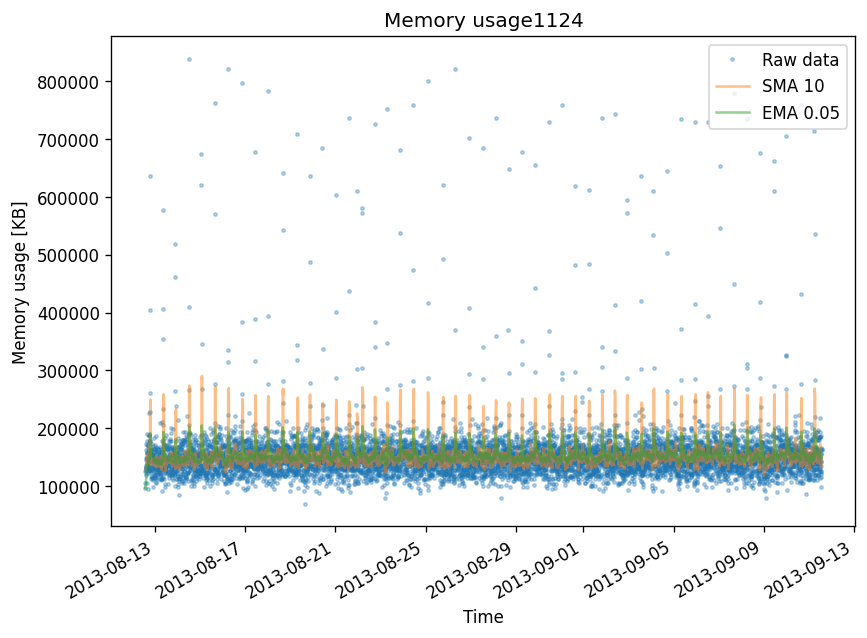 Memory usage1124
Raw data
SMA 10
EMA 0.05
Memory usage [KB]
800000
700000
600000
500000
400000
300000
200000
100000
2013-08-13
2013-08-17
2013-08-21
2013-08-25
2013-08-29
2013-09-01
2013-09-05
2013-09-09
2013-09-13
Time